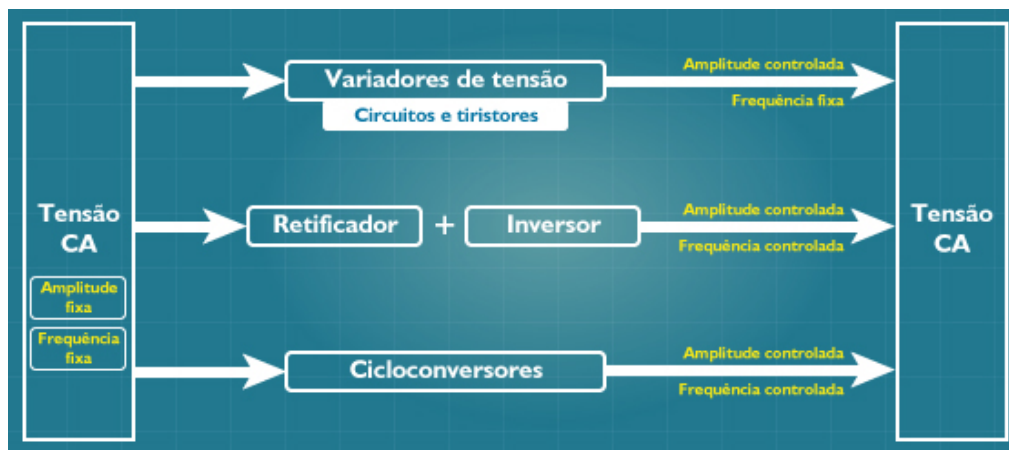 Tensão
CA
Amplitude
fixa
Frequência
fixa
Variadores de tensão
Circuitos e tiristores
Amplitude controlada
Frequência fixa
Retificador
+
Inversor
Amplitude controlada
Frequência controlada
Cicloconversores
Amplitude controlada
Frequência controlada
Tensão
CA